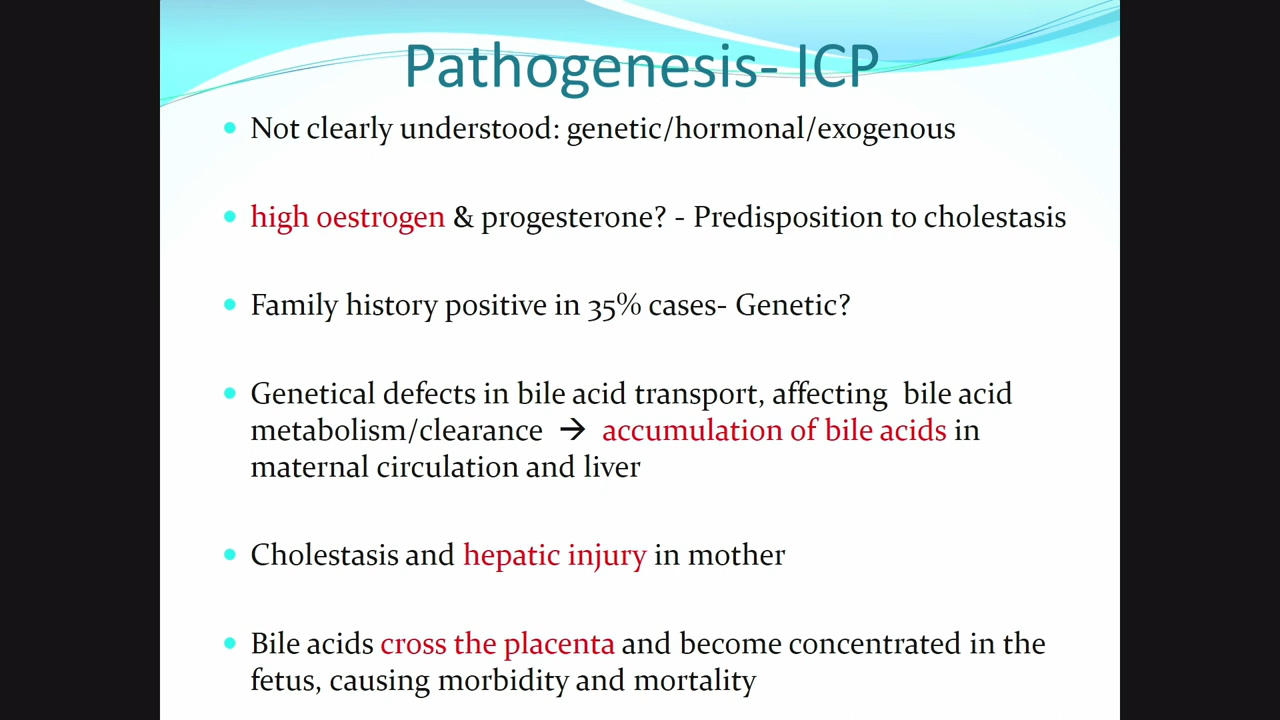 Pathogenesis- ICP
• Not clearly understood: genetic/hormonal/exogenous
• high oestrogen & progesterone? - Predisposition to cholestasis
• Family history positive in 35% cases- Genetic?
• Genetical defects in bile acid transport, affecting  bile acid
metabolism/clearance → accumulation of bile acids in
maternal circulation and liver
• Cholestasis and hepatic injury in mother
• Bile acids cross the placenta and become concentrated in the
fetus, causing morbidity and mortality